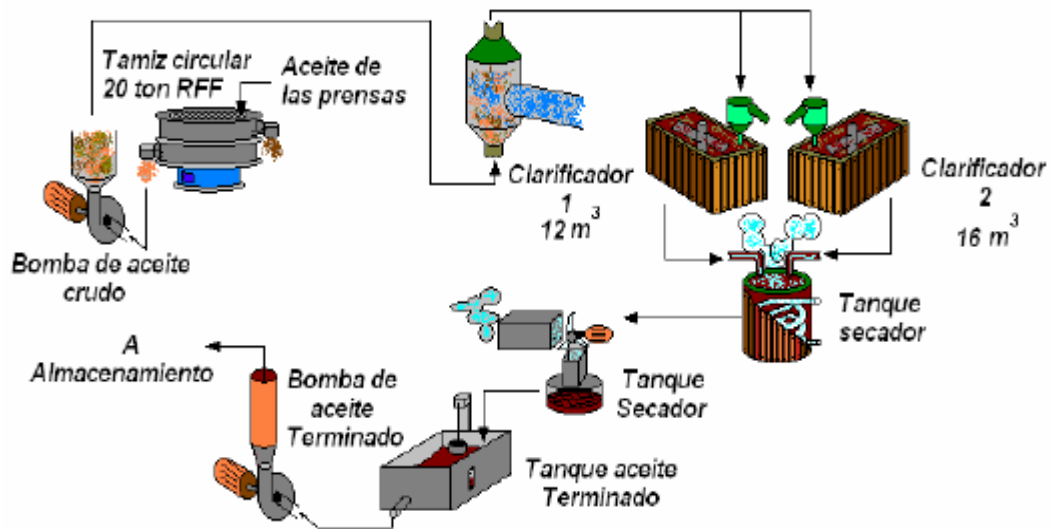 Tamiz circular
20 ton RFF
Aceite de
las prensas
Bomba de aceite
crudo
Clarificador
1
12 m³
Clarificador
2
16 m³
Tanque
secador
Tanque
Secador
A
Almacenamiento
Bomba de
aceite
Terminado
Tanque aceite
Terminado